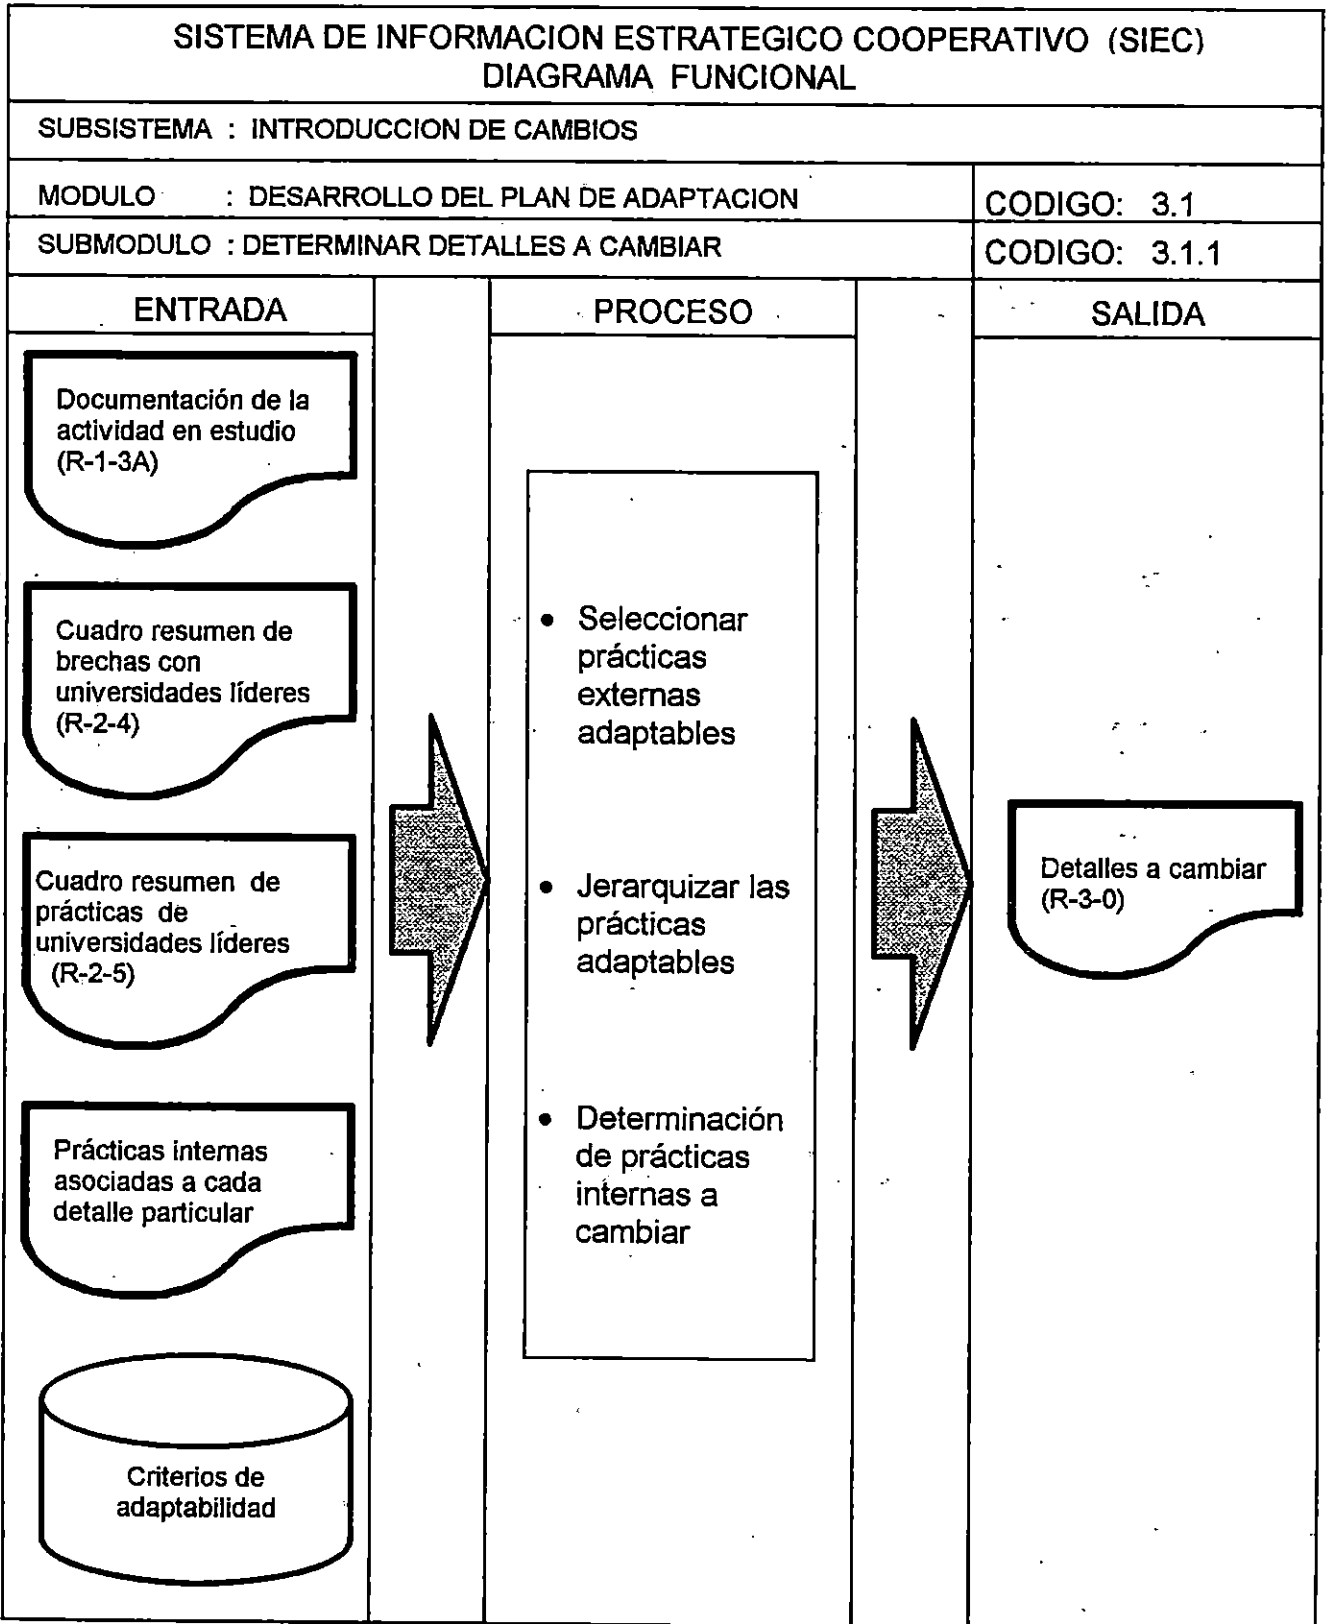 SISTEMA DE INFORMACION ESTRATEGICO COOPERATIVO (SIEC)
DIAGRAMA FUNCIONAL
SUBSISTEMA : INTRODUCCION DE CAMBIOS
MODULO : DESARROLLO DEL PLAN DE ADAPTACION
CODIGO: 3.1
SUBMODULO : DETERMINAR DETALLES A CAMBIAR
CODIGO: 3.1.1
ENTRADA
PROCESO
SALIDA
Documentación de la
actividad en estudio
(R-1-3A)
Cuadro resumen de
brechas con
universidades líderes
(R-2-4)
Cuadro resumen de
prácticas de
universidades líderes
(R-2-5)
Prácticas internas
asociadas a cada
detalle particular
Criterios de
adaptabilidad
• Seleccionar
prácticas
externas
adaptables
• Jerarquizar las
prácticas
adaptables
• Determinación
de prácticas
internas a
cambiar
Detalles a cambiar
(R-3-0)